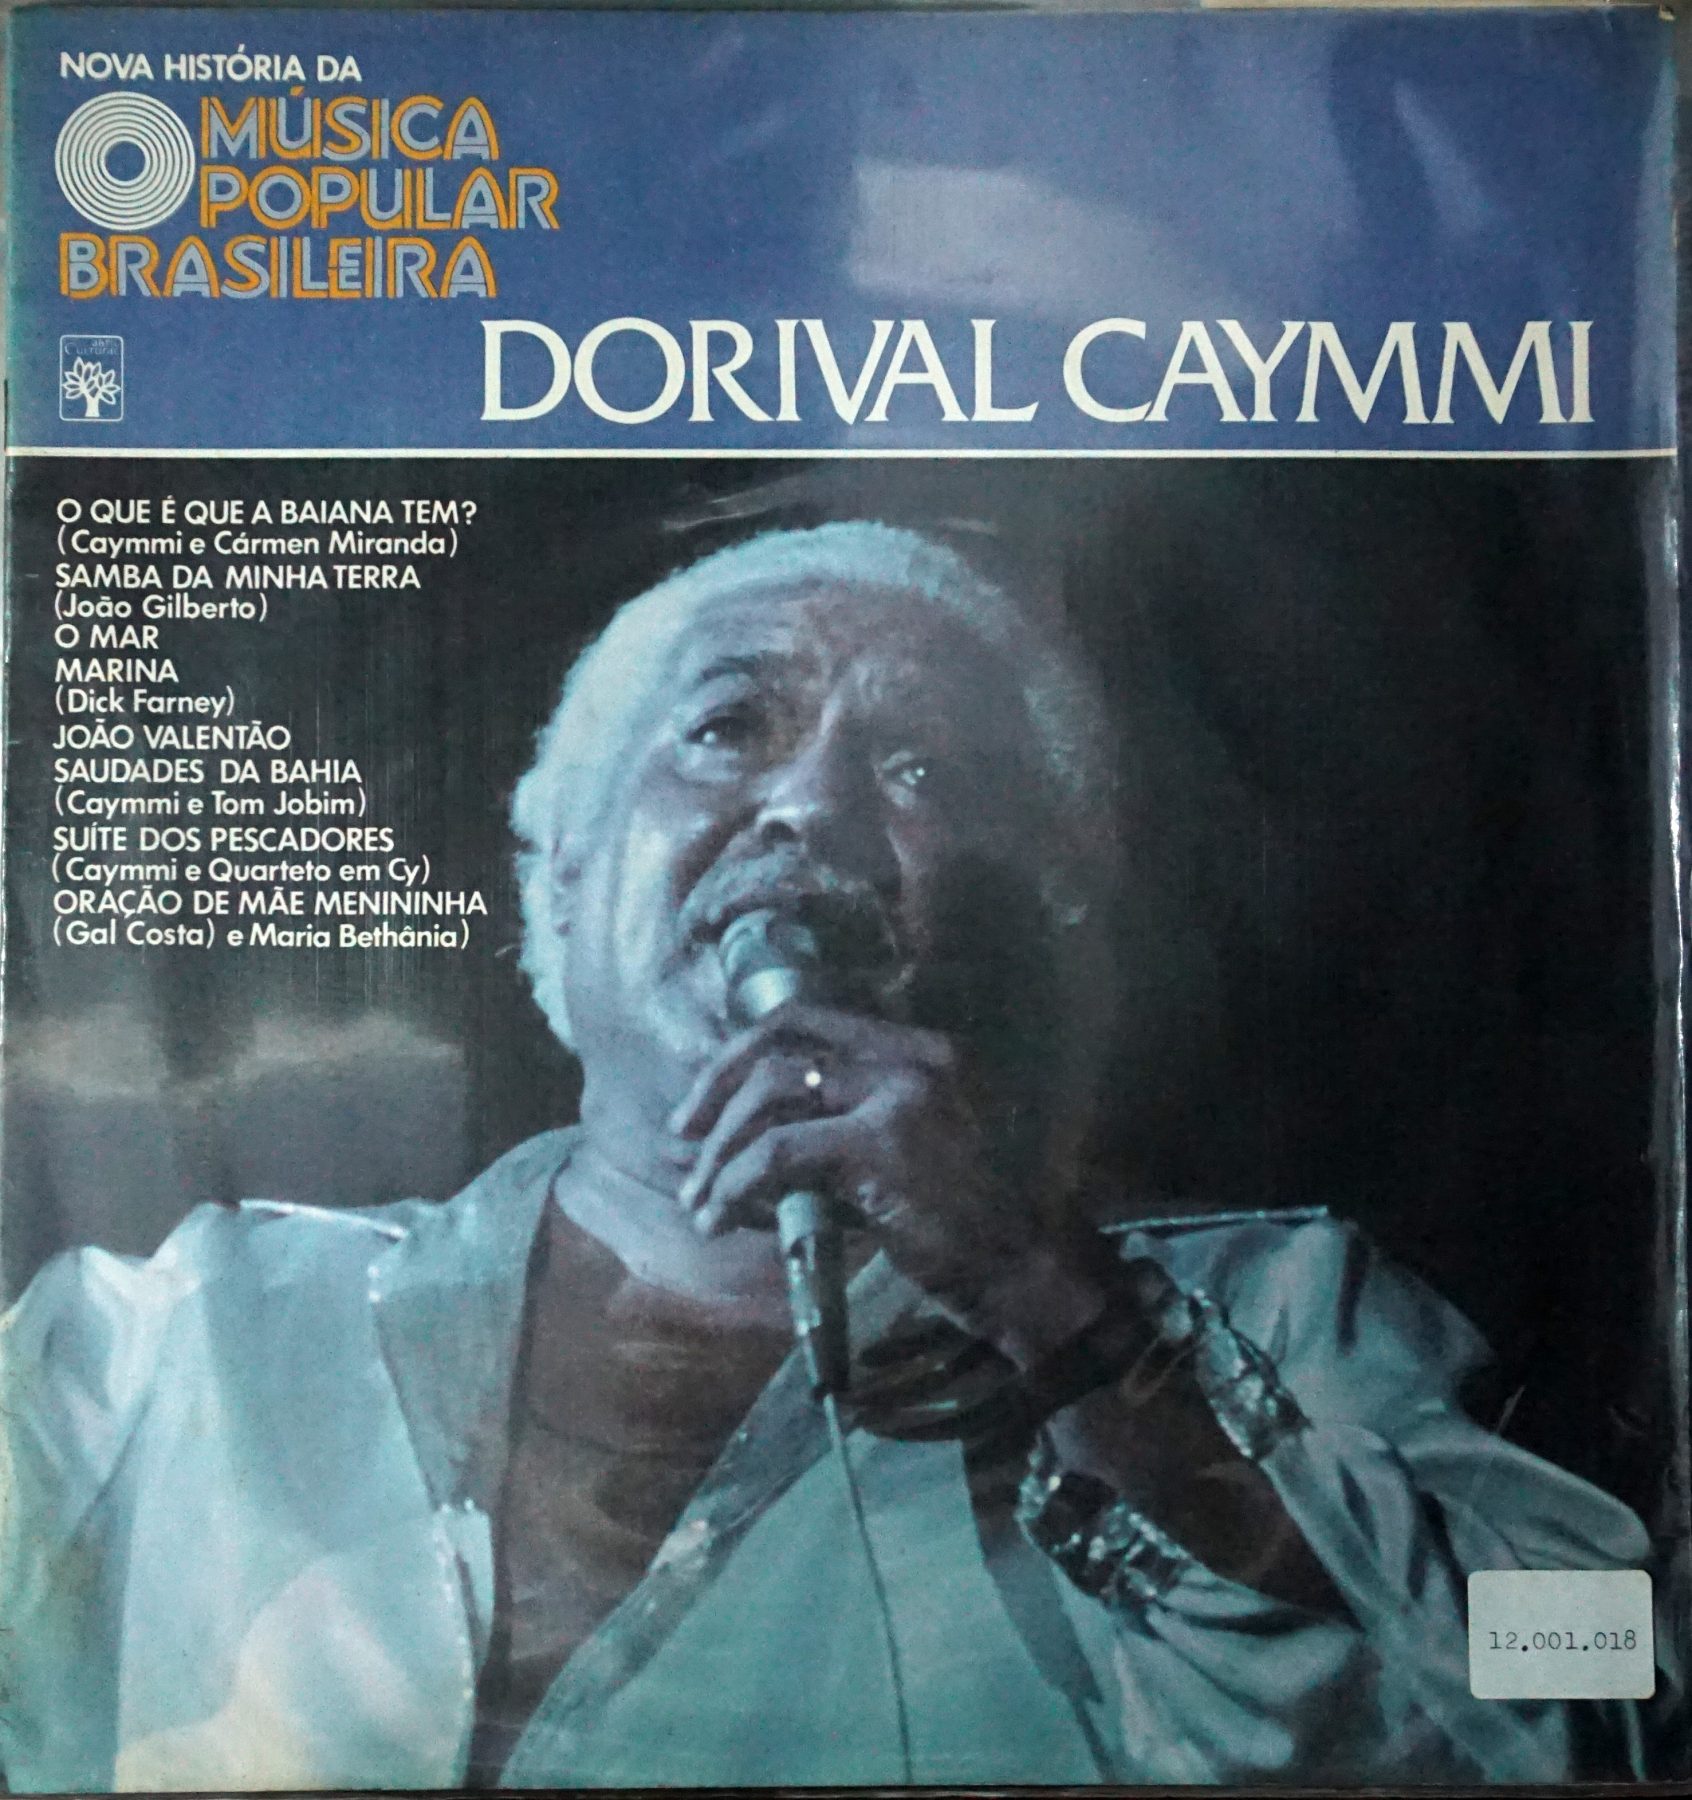 NOVA HISTÓRIA DA
MÚSICA
POPULAR
BRASILEIRA
abril
Cultural
DORIVAL CAYMMI
O QUE É QUE A BAIANA TEM?
(Caymmi e Cármen Miranda)
SAMBA DA MINHA TERRA
(João Gilberto)
O MAR
MARINA
(Dick Farney)
JOÃO VALENTÃO
SAUDADES DA BAHIA
(Caymmi e Tom Jobim)
SUÍTE DOS PESCADORES
(Caymmi e Quarteto em Cy)
ORAÇÃO DE MÃE MENININHA
(Gal Costa) e Maria Bethânia)
12.001.018